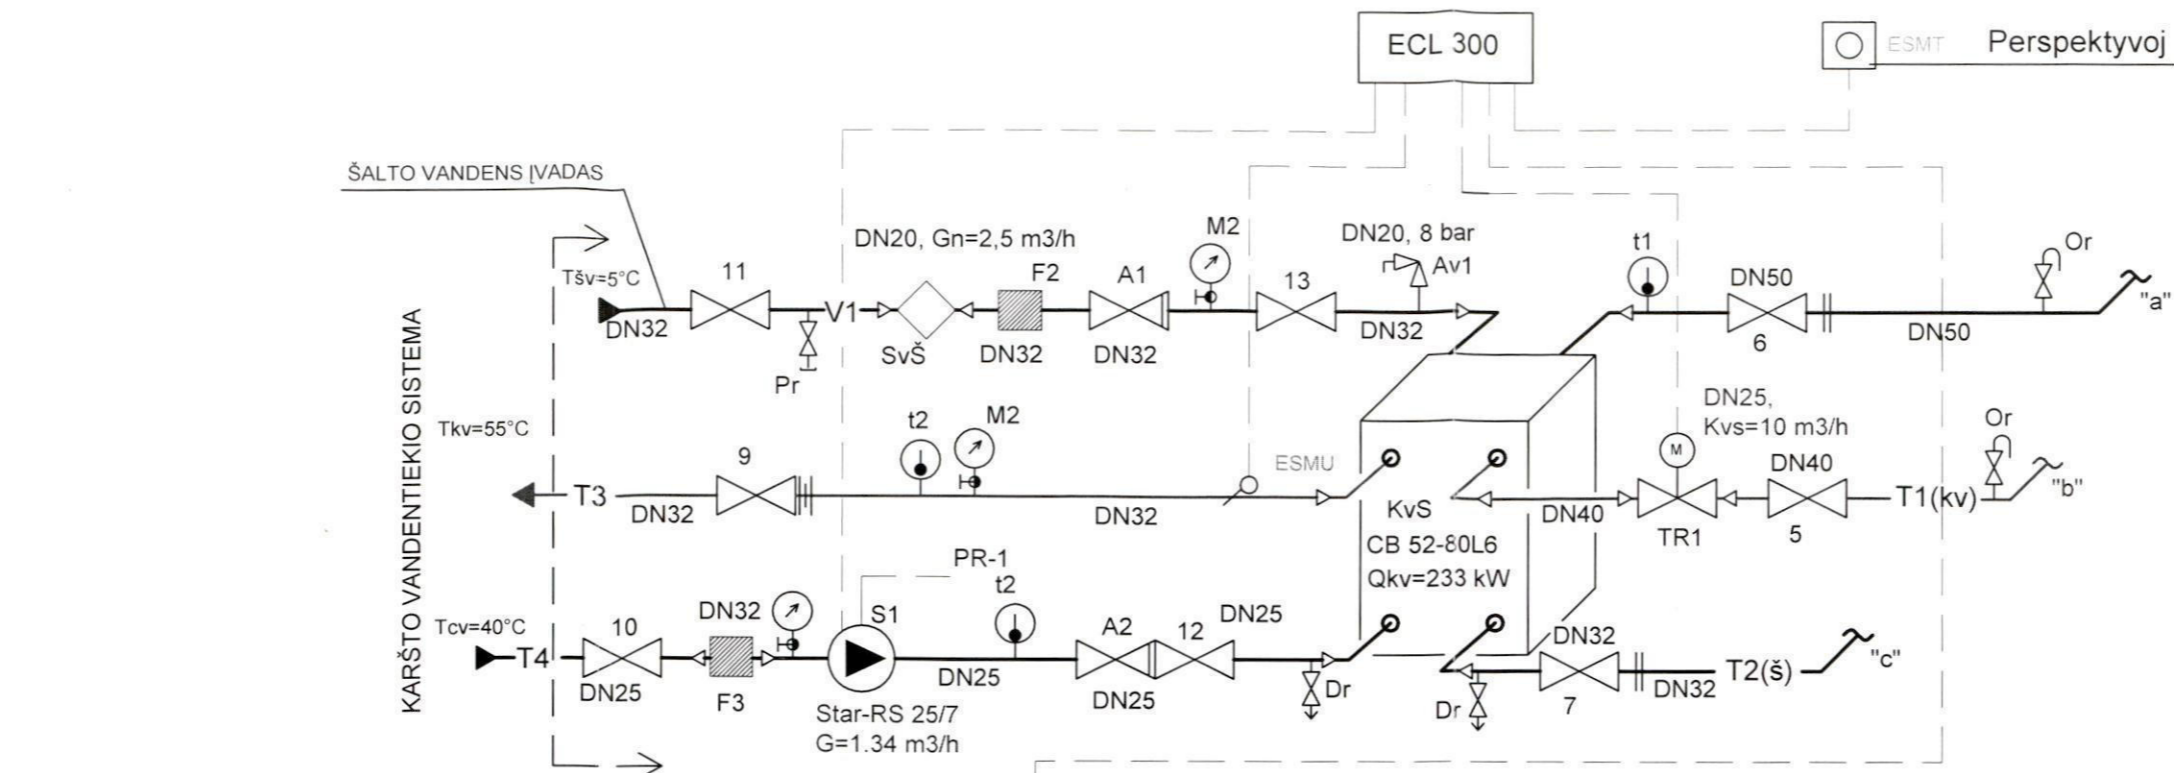 ECL 300
ESMT
Perspektyvoj
ŠALTO VANDENS ĮVADAS
KARŠTO VANDENTIEKIO SISTEMA
Tšv=5°C
DN32
11
Pr
V1
DN20, Gn=2,5 m3/h
SvŠ
F2
DN32
A1
DN32
M2
13
DN20, 8 bar
Av1
DN32
t1
DN50
6
DN50
Or
"a"
Tkv=55°C
T3
DN32
9
t2
M2
DN32
ESMU
KvS
CB 52-80L6
Qkv=233 kW
DN40
DN25,
Kvs=10 m3/h
M
TR1
DN40
5
T1(kv)
Or
"b"
Tcv=40°C
T4
10
DN25
DN32
F3
PR-1
S1
Star-RS 25/7
G=1.34 m3/h
DN25
t2
A2
DN25
12
DN25
Dr
Dr
DN32
7
DN32
T2(š)
"c"